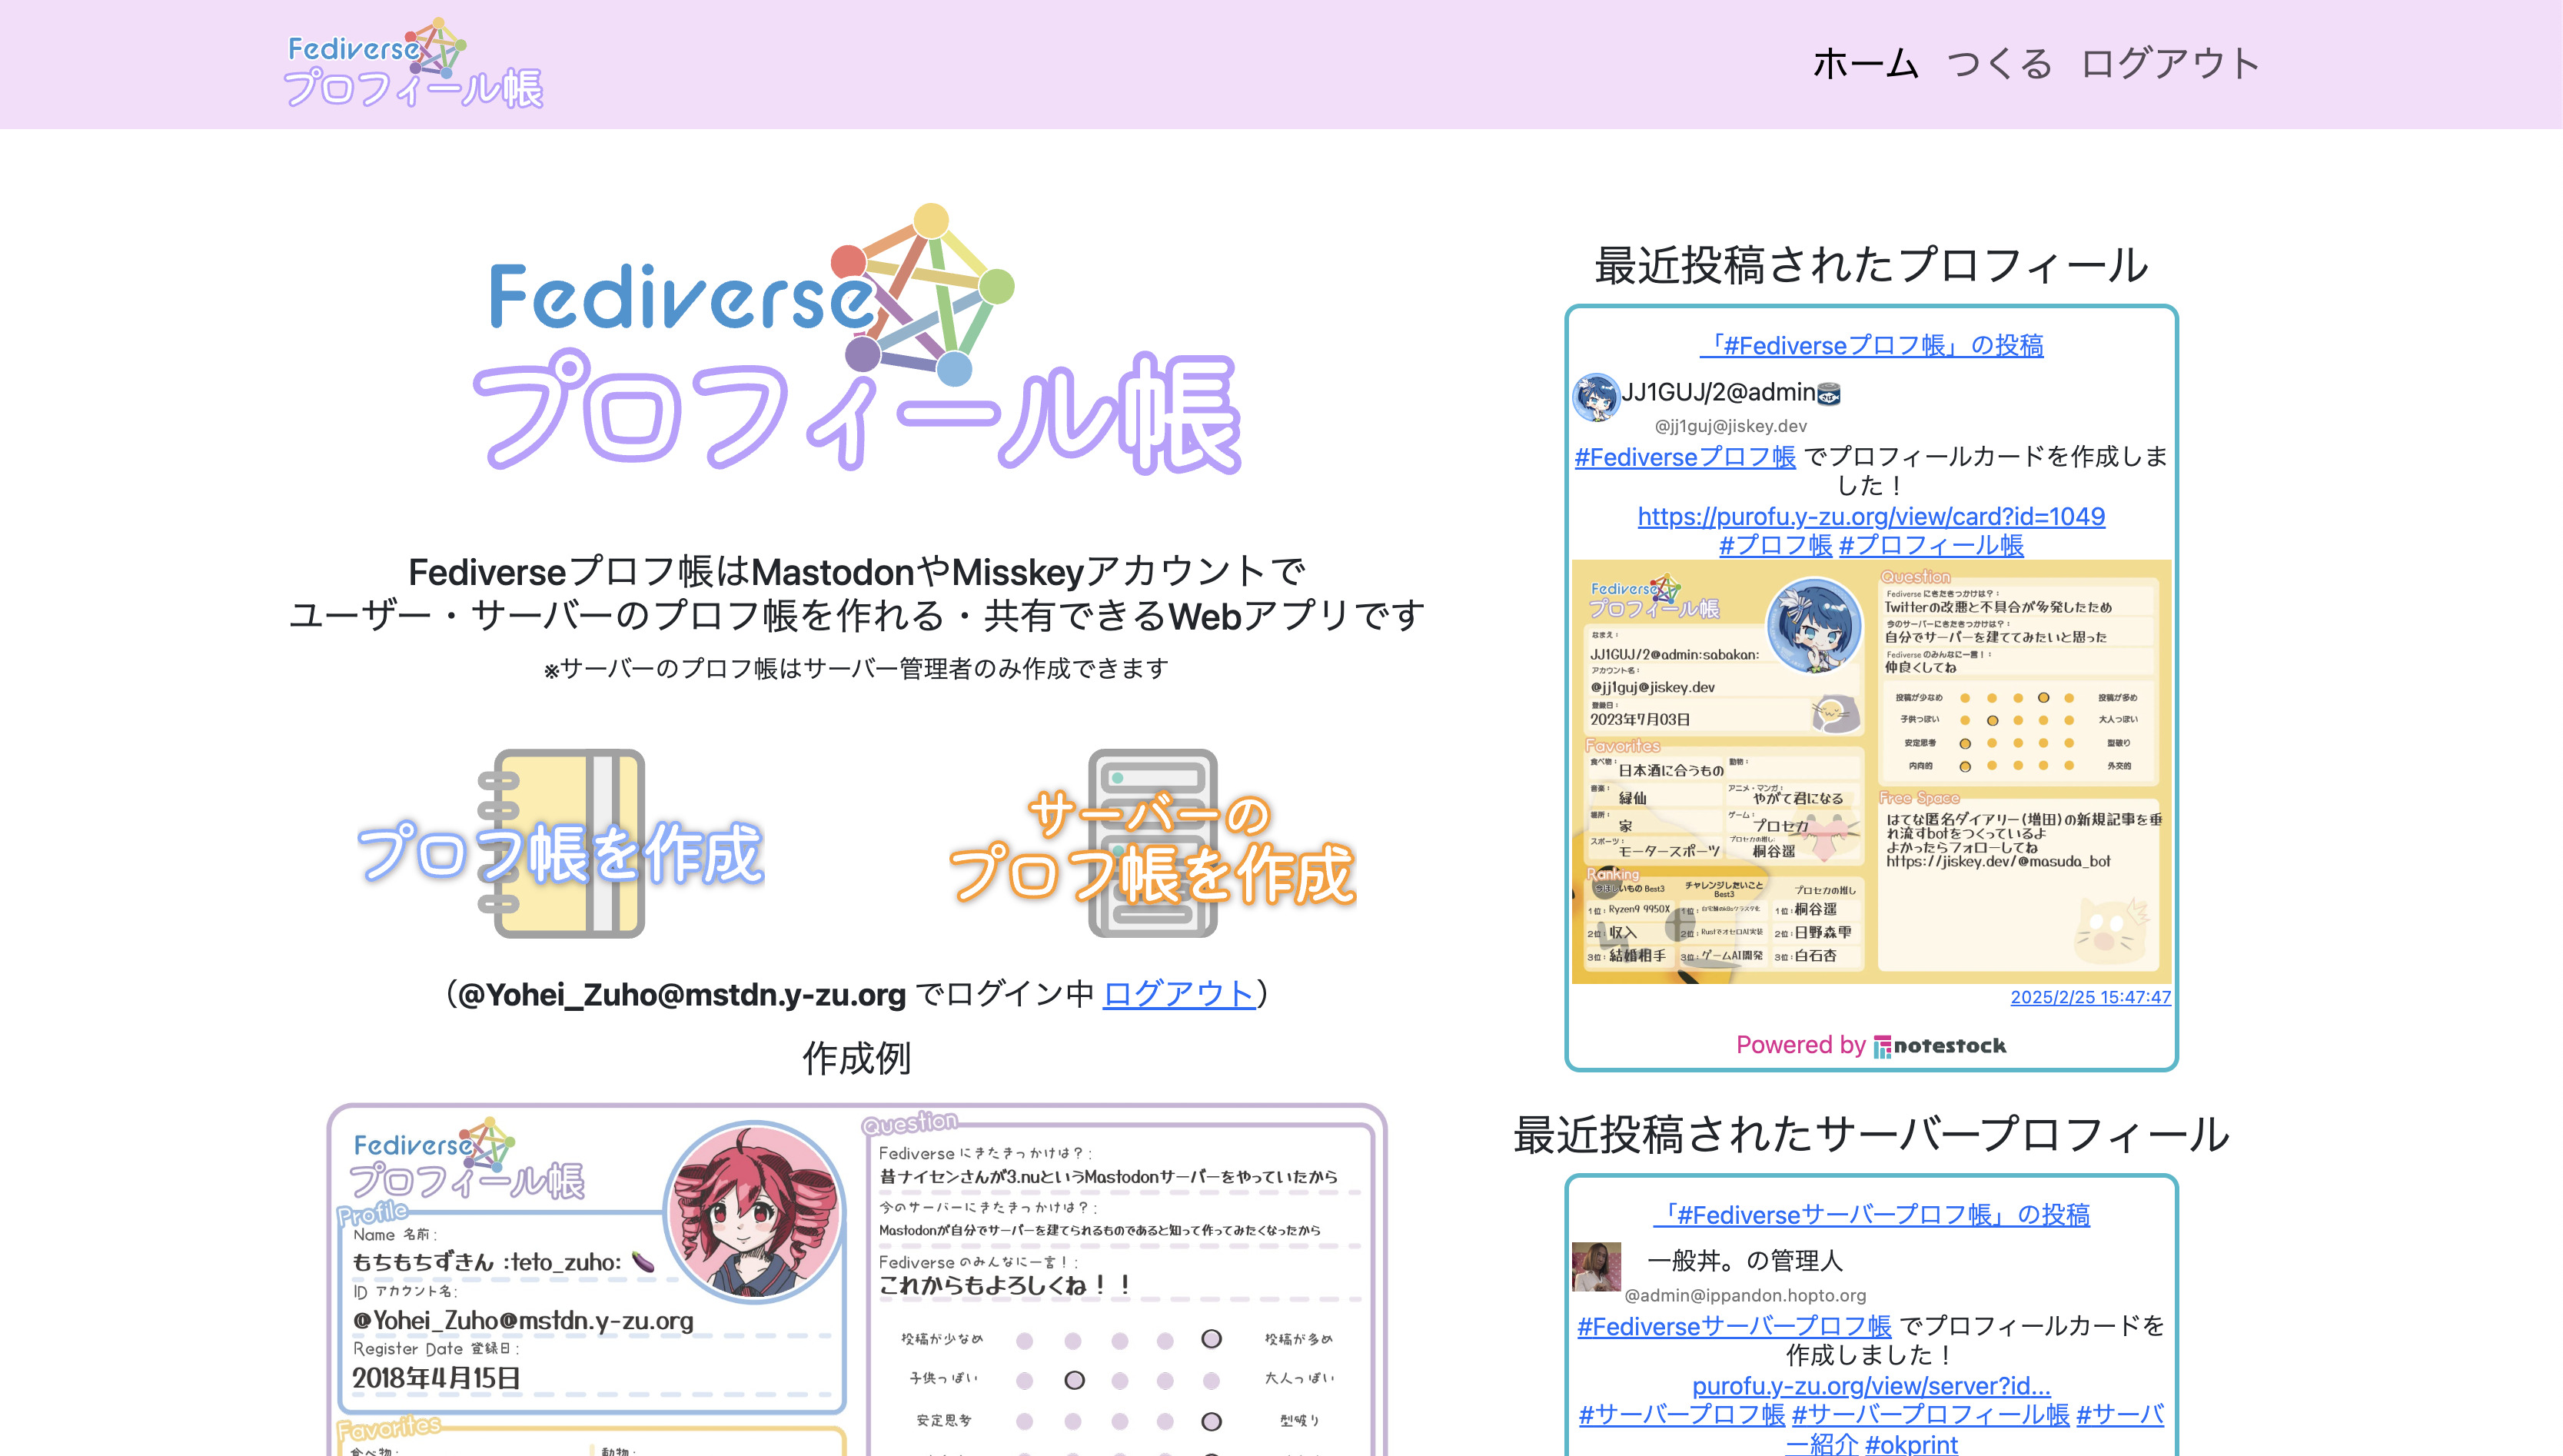 Fediverse
プロフィール帳
ホーム つくる ログアウト
Fediverse
プロフィール帳
Fediverseプロフ帳はMastodonやMisskeyアカウントで
ユーザー・サーバーのプロフ帳を作れる・共有できるWebアプリです
※サーバーのプロフ帳はサーバー管理者のみ作成できます
プロフ帳を作成
サーバーの
プロフ帳を作成
（@Yohei_Zuho@mstdn.y-zu.org でログイン中 ログアウト）
作成例
Fediverse
プロフィール帳
Profile
Name 名前:
もちもちずきん :teto_zuho: 🍆
ID アカウント名:
@Yohei_Zuho@mstdn.y-zu.org
Register Date 登録日:
2018年4月15日
Favorites
食べ物:
動物:
Question
Fediverse にきたきっかけは？:
昔ナイセンさんが3.nuというMastodonサーバーをやっていたから
今のサーバーにきたきっかけは？:
Mastodonが自分でサーバーを建てられるものであると知って作ってみたくなったから
Fediverse のみんなに一言！:
これからもよろしくね！！
投稿が少なめ 投稿が多め
子供っぽい 大人っぽい
安定思考 型破り
最近投稿されたプロフィール
「#Fediverseプロフ帳」の投稿
JJ1GUJ/2@admin
@jj1guj@jiskey.dev
#Fediverseプロフ帳 でプロフィールカードを作成しま
した！
https://purofu.y-zu.org/view/card?id=1049
#プロフ帳 #プロフィール帳
Fediverse
プロフィール帳
なまえ：
JJ1GUJ/2@admin:sabakan:
アカウント名：
@jj1guj@jiskey.dev
登録日：
2023年7月03日
Favorites
食べ物： 日本酒に合うもの 動物：
音楽： 緑仙 アニメ・マンガ： やがて君になる
場所： 家 ゲーム： プロセカ
スポーツ： モータースポーツ プロセカの推し： 桐谷遥
Ranking
いもの Best3 チャレンジしたいこと Best3 プロセカの推し
1位：Ryzen9 9950X 1位： 1位：桐谷遥
2位：収入 2位：RustでオセロAI実装 2位：日野森雫
3位：結婚相手 3位：ゲームAI開発 3位：白石杏
Question
Fediverse にきたきっかけは？：
Twitterの改悪と不具合が多発したため
今のサーバーにきたきっかけは？：
自分でサーバーを建ててみたいと思った
Fediverse のみんなに一言！：
仲良くしてね
投稿が少なめ 投稿が多め
子供っぽい 大人っぽい
安定思考 型破り
内向的 外交的
Free Space
はてな匿名ダイアリー(増田)の新規記事を垂
れ流すbotをつくっているよ
よかったらフォローしてね
https://jiskey.dev/@masuda_bot
2025/2/25 15:47:47
Powered by notestock
最近投稿されたサーバープロフィール
「#Fediverseサーバープロフ帳」の投稿
一般丼。の管理人
@admin@ippandon.hopto.org
#Fediverseサーバープロフ帳 でプロフィールカードを
作成しました！
purofu.y-zu.org/view/server?id...
#サーバープロフ帳 #サーバープロフィール帳 #サーバ
ー紹介 #okprint